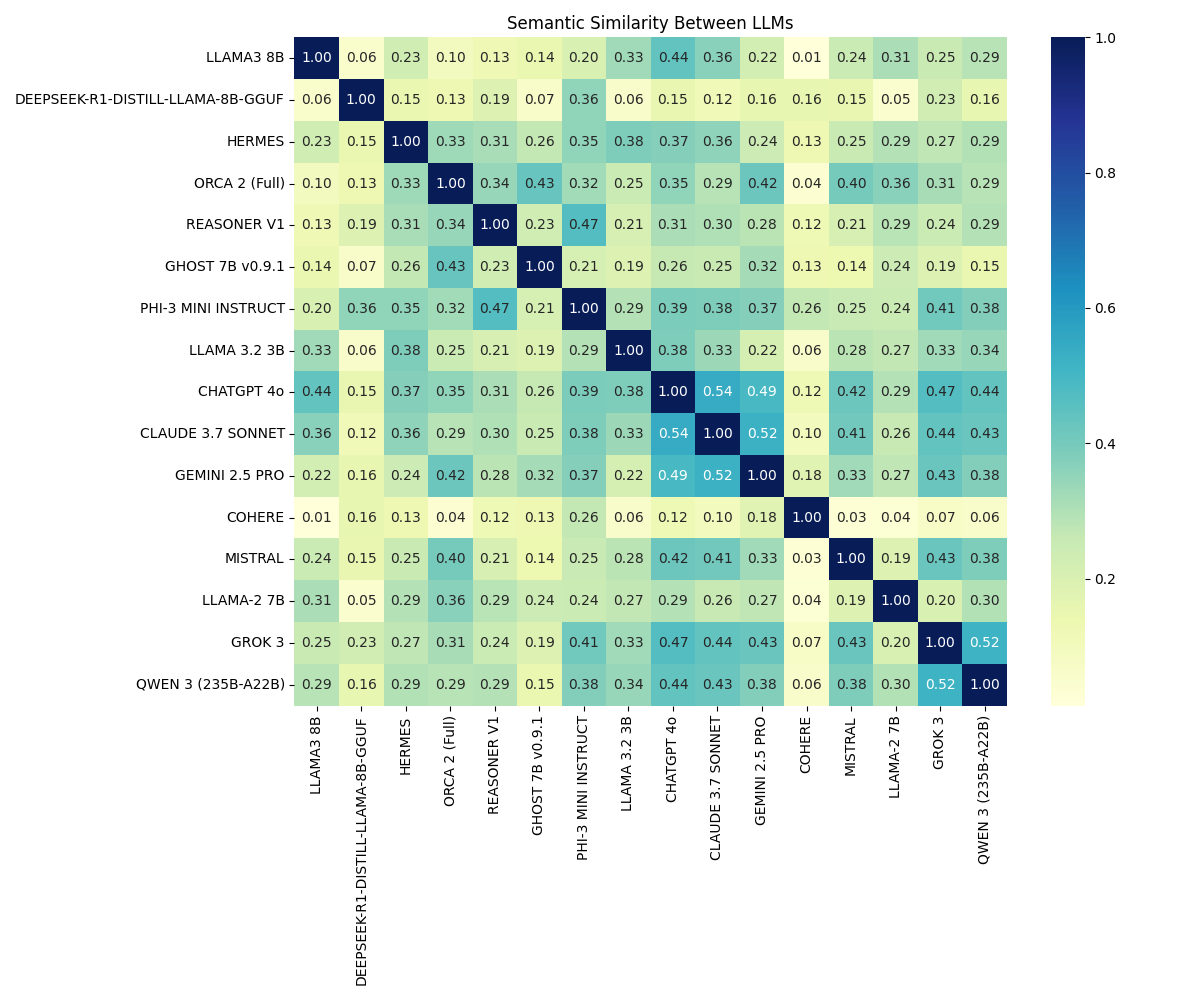 Semantic Similarity Between LLMs
LLAMA3 8B 1.00 0.06 0.23 0.10 0.13 0.14 0.20 0.33 0.44 0.36 0.22 0.01 0.24 0.31 0.25 0.29
DEEPSEEK-R1-DISTILL-LLAMA-8B-GGUF 0.06 1.00 0.15 0.13 0.19 0.07 0.36 0.06 0.15 0.12 0.16 0.16 0.15 0.05 0.23 0.16
HERMES 0.23 0.15 1.00 0.33 0.31 0.26 0.35 0.38 0.37 0.36 0.24 0.13 0.25 0.29 0.27 0.29
ORCA 2 (Full) 0.10 0.13 0.33 1.00 0.34 0.43 0.32 0.25 0.35 0.29 0.42 0.04 0.40 0.36 0.31 0.29
REASONER V1 0.13 0.19 0.31 0.34 1.00 0.23 0.47 0.21 0.31 0.30 0.28 0.12 0.21 0.29 0.24 0.29
GHOST 7B v0.9.1 0.14 0.07 0.26 0.43 0.23 1.00 0.21 0.19 0.26 0.25 0.32 0.13 0.14 0.24 0.19 0.15
PHI-3 MINI INSTRUCT 0.20 0.36 0.35 0.32 0.47 0.21 1.00 0.29 0.39 0.38 0.37 0.26 0.25 0.24 0.41 0.38
LLAMA 3.2 3B 0.33 0.06 0.38 0.25 0.21 0.19 0.29 1.00 0.38 0.33 0.22 0.06 0.28 0.27 0.33 0.34
CHATGPT 4o 0.44 0.15 0.37 0.35 0.31 0.26 0.39 0.38 1.00 0.54 0.49 0.12 0.42 0.29 0.47 0.44
CLAUDE 3.7 SONNET 0.36 0.12 0.36 0.29 0.30 0.25 0.38 0.33 0.54 1.00 0.52 0.10 0.41 0.26 0.44 0.43
GEMINI 2.5 PRO 0.22 0.16 0.24 0.42 0.28 0.32 0.37 0.22 0.49 0.52 1.00 0.18 0.33 0.27 0.43 0.38
COHERE 0.01 0.16 0.13 0.04 0.12 0.13 0.26 0.06 0.12 0.10 0.18 1.00 0.03 0.04 0.07 0.06
MISTRAL 0.24 0.15 0.25 0.40 0.21 0.14 0.25 0.28 0.42 0.41 0.33 0.03 1.00 0.19 0.43 0.38
LLAMA-2 7B 0.31 0.05 0.29 0.36 0.29 0.24 0.24 0.27 0.29 0.26 0.27 0.04 0.19 1.00 0.20 0.30
GROK 3 0.25 0.23 0.27 0.31 0.24 0.19 0.41 0.33 0.47 0.44 0.43 0.07 0.43 0.20 1.00 0.52
QWEN 3 (235B-A22B) 0.29 0.16 0.29 0.29 0.29 0.15 0.38 0.34 0.44 0.43 0.38 0.06 0.38 0.30 0.52 1.00
LLAMA3 8B
DEEPSEEK-R1-DISTILL-LLAMA-8B-GGUF
HERMES
ORCA 2 (Full)
REASONER V1
GHOST 7B v0.9.1
PHI-3 MINI INSTRUCT
LLAMA 3.2 3B
CHATGPT 4o
CLAUDE 3.7 SONNET
GEMINI 2.5 PRO
COHERE
MISTRAL
LLAMA-2 7B
GROK 3
QWEN 3 (235B-A22B)
1.0
0.8
0.6
0.4
0.2